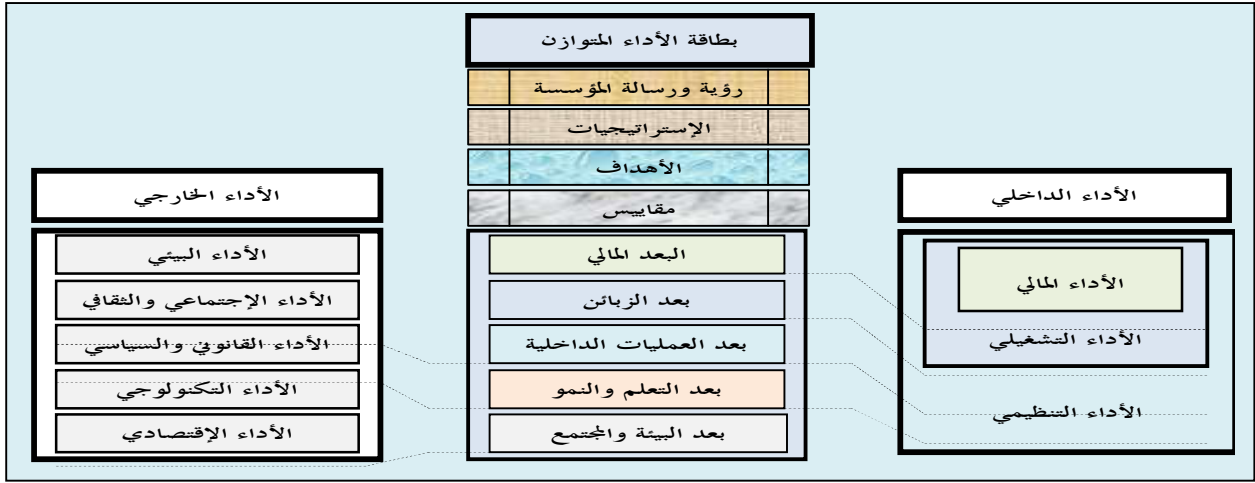 بطاقة الأداء المتوازن
رؤية ورسالة المؤسسة
الإستراتيجيات
الأهداف
مقاييس
الأداء الداخلي
الأداء المالي
الأداء التشغيلي
الأداء التنظيمي
البعد المالي
بعد الزبائن
بعد العمليات الداخلية
بعد التعلم والنمو
بعد البيئة والمجتمع
الأداء الخارجي
الأداء البيئي
الأداء الإجتماعي والثقافي
الأداء القانوني والسياسي
الأداء التكنولوجي
الأداء الإقتصادي